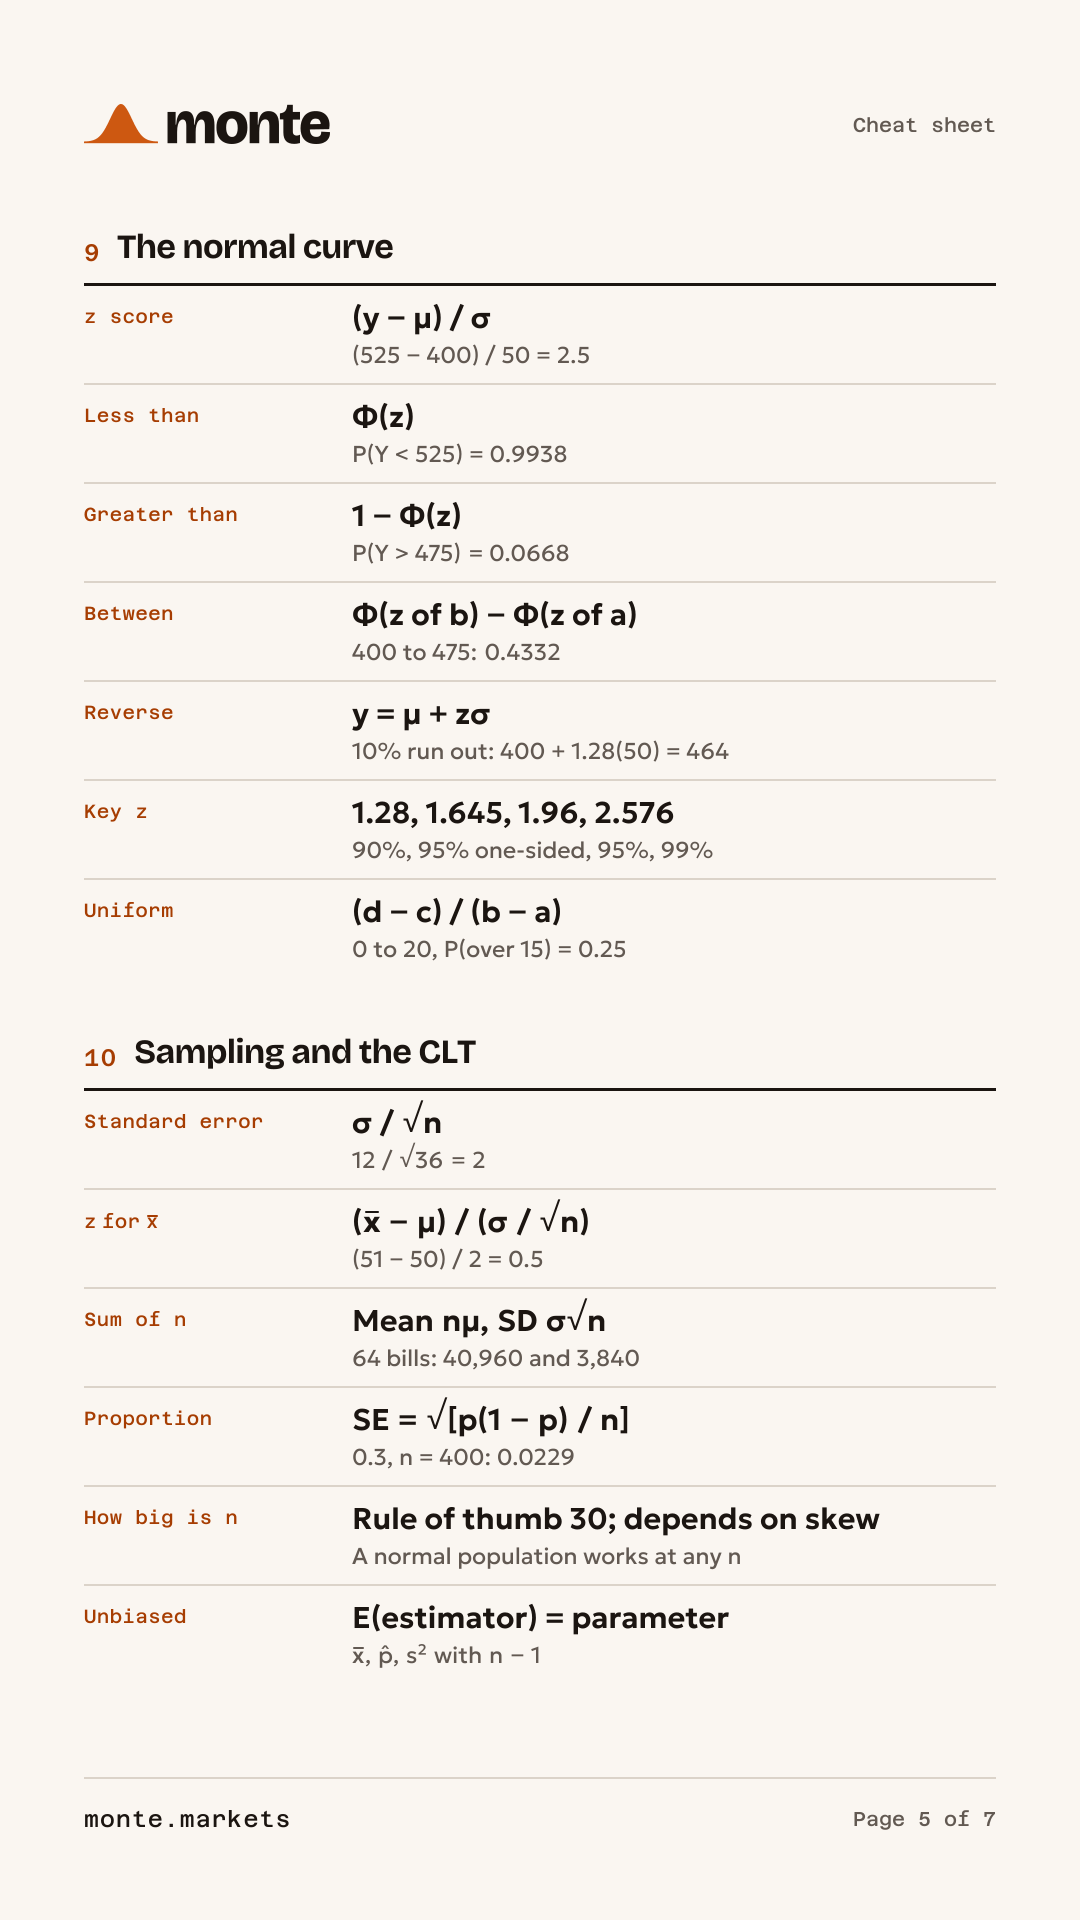 monte
Cheat sheet
9 The normal curve
z score
(y − μ) / σ
(525 − 400) / 50 = 2.5
Less than
Φ(z)
P(Y < 525) = 0.9938
Greater than
1 − Φ(z)
P(Y > 475) = 0.0668
Between
Φ(z of b) − Φ(z of a)
400 to 475: 0.4332
Reverse
y = μ + zσ
10% run out: 400 + 1.28(50) = 464
Key z
1.28, 1.645, 1.96, 2.576
90%, 95% one-sided, 95%, 99%
Uniform
(d − c) / (b − a)
0 to 20, P(over 15) = 0.25
10 Sampling and the CLT
Standard error
σ / √n
12 / √36 = 2
z for x̄
(x̄ − μ) / (σ / √n)
(51 − 50) / 2 = 0.5
Sum of n
Mean nμ, SD σ√n
64 bills: 40,960 and 3,840
Proportion
SE = √[p(1 − p) / n]
0.3, n = 400: 0.0229
How big is n
Rule of thumb 30; depends on skew
A normal population works at any n
Unbiased
E(estimator) = parameter
x̄, p̂, s² with n − 1
monte.markets
Page 5 of 7